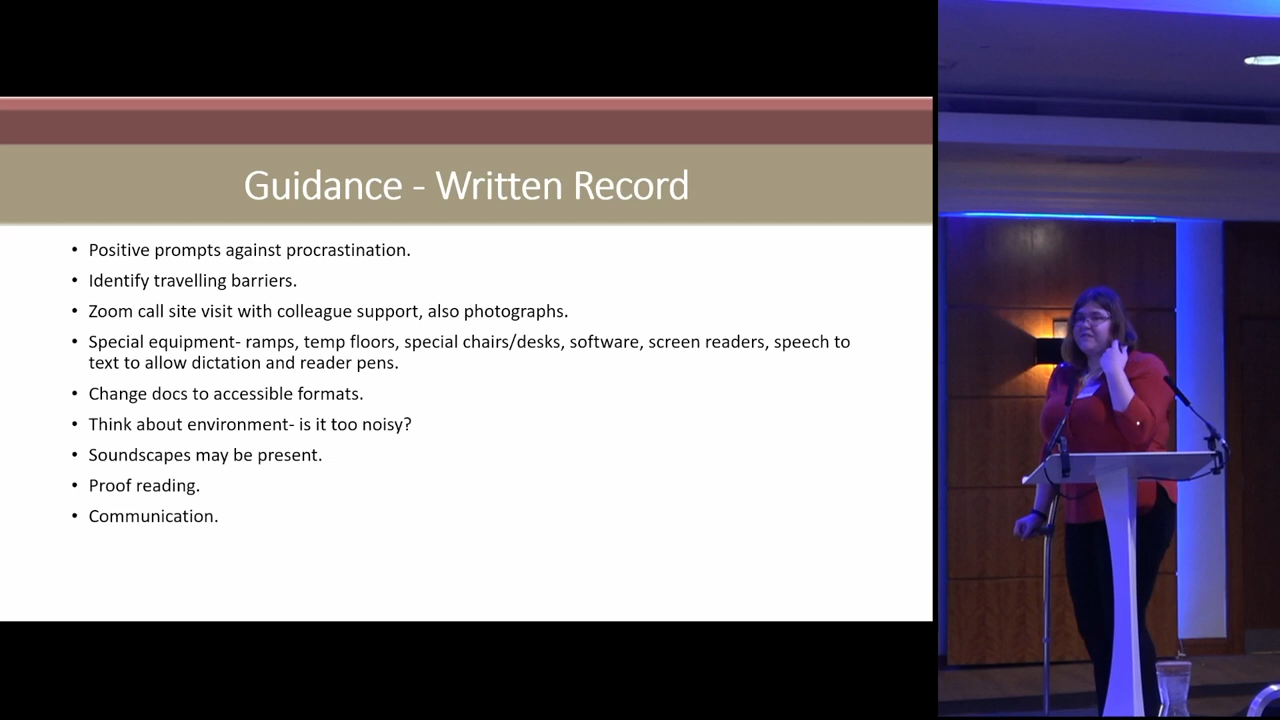 Guidance - Written Record
• Positive prompts against procrastination.
• Identify travelling barriers.
• Zoom call site visit with colleague support, also photographs.
• Special equipment- ramps, temp floors, special chairs/desks, software, screen readers, speech to
text to allow dictation and reader pens.
• Change docs to accessible formats.
• Think about environment- is it too noisy?
• Soundscapes may be present.
• Proof reading.
• Communication.